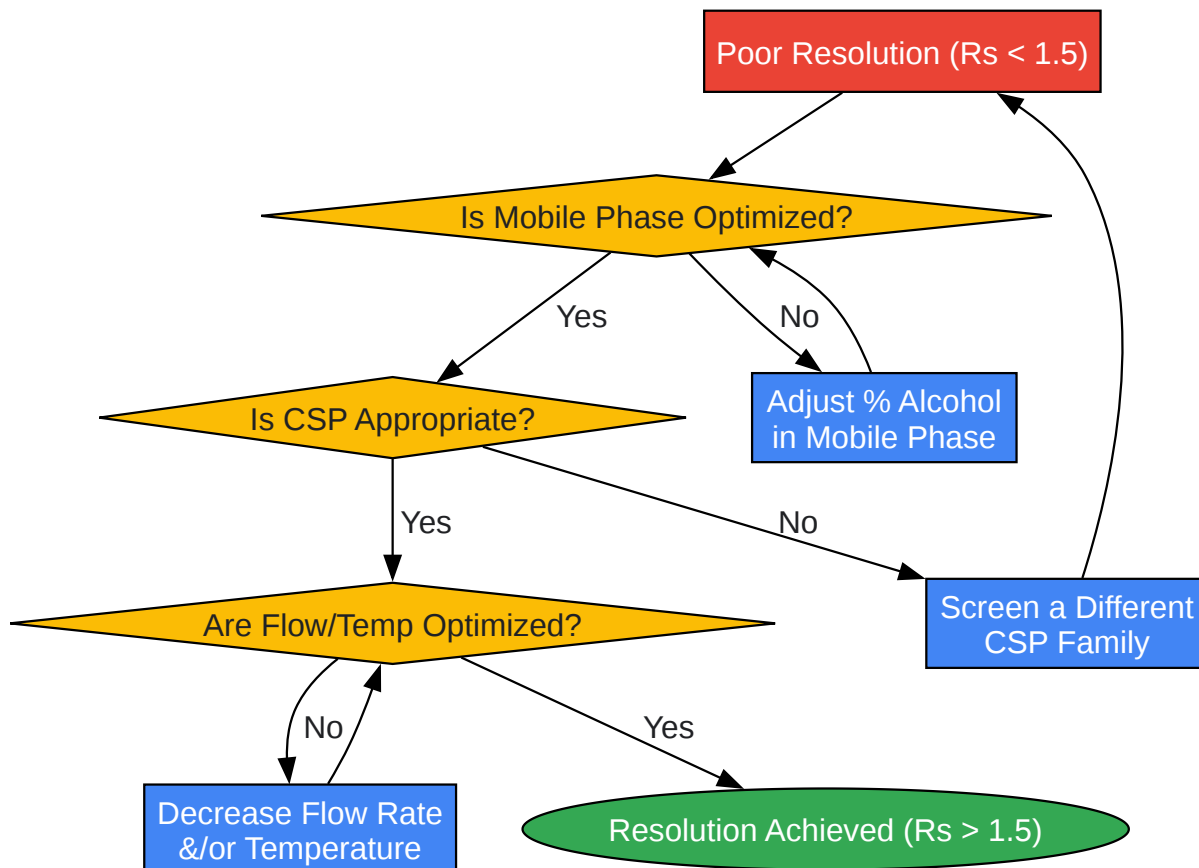 Poor Resolution (Rs < 1.5)
Is Mobile Phase Optimized?
Yes
No
Adjust % Alcohol
in Mobile Phase
Is CSP Appropriate?
Yes
No
Screen a Different
CSP Family
Are Flow/Temp Optimized?
No
Yes
Decrease Flow Rate
&/or Temperature
Resolution Achieved (Rs > 1.5)